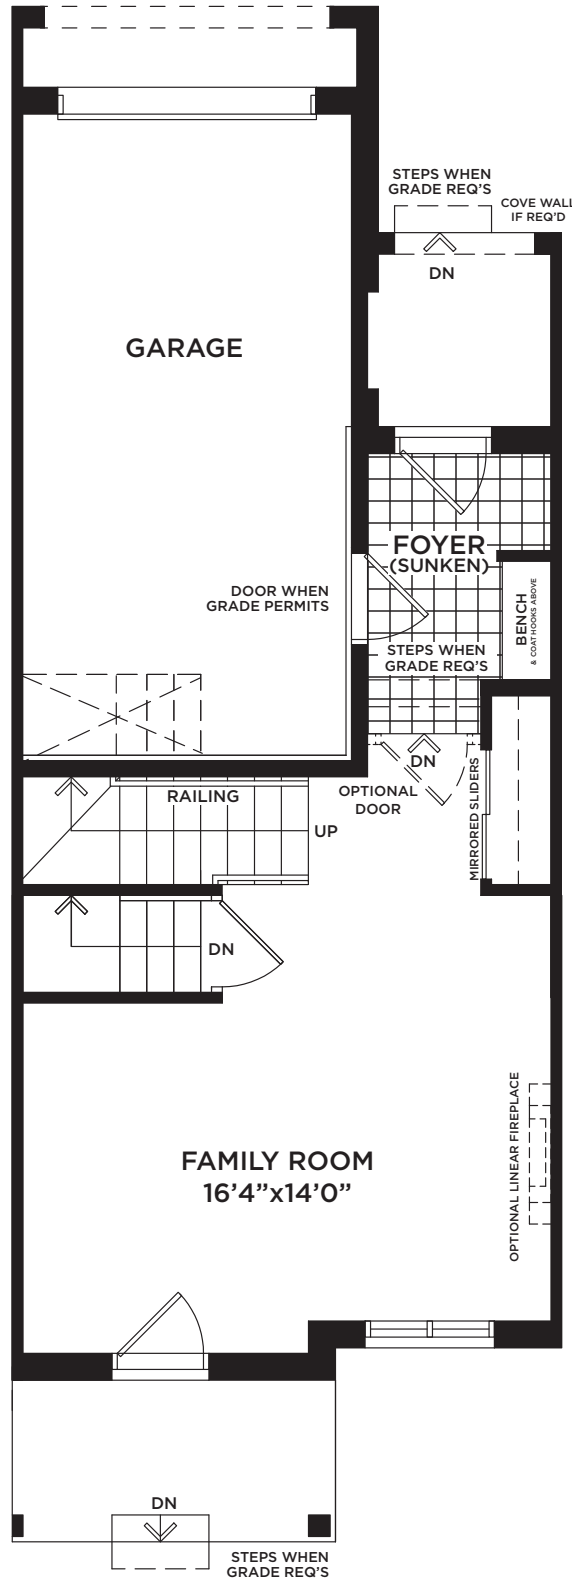 STEPS WHEN
GRADE REQ'S
COVE WALL
IF REQ'D
DN
GARAGE
FOYER
(SUNKEN)
DOOR WHEN
GRADE PERMITS
BENCH
& COAT HOOKS ABOVE
STEPS WHEN
GRADE REQ'S
DN
OPTIONAL
DOOR
MIRRORED SLIDERS
RAILING
UP
DN
OPTIONAL LINEAR FIREPLACE
FAMILY ROOM
16'4"x14'0"
DN
STEPS WHEN
GRADE REQ'S